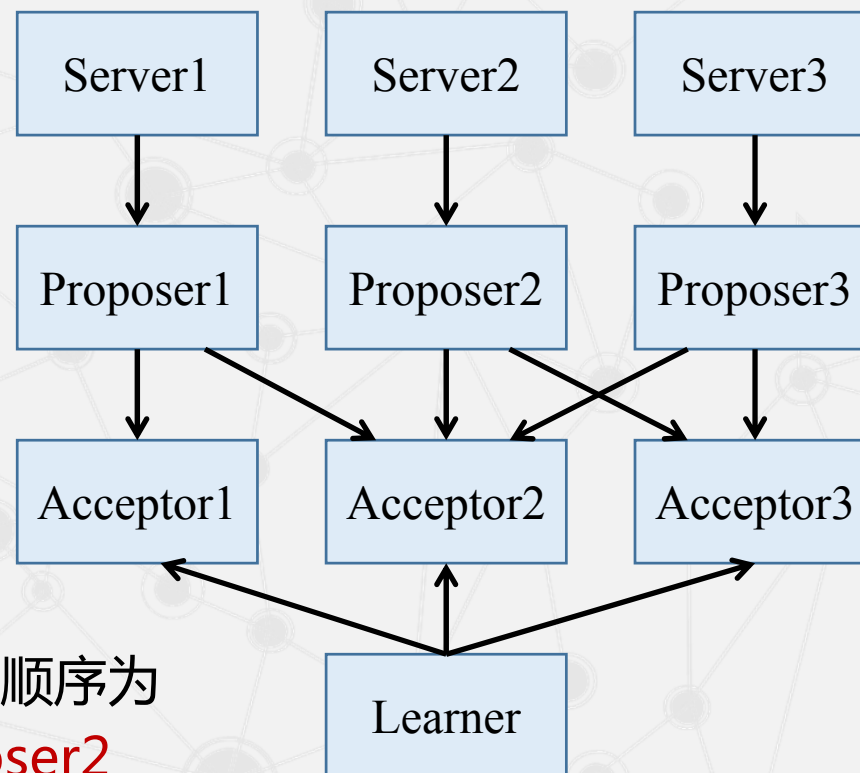 Server1
Server2
Server3
Proposer1
Proposer2
Proposer3
Acceptor1
Acceptor2
Acceptor3
顺序为
Learner
oser2